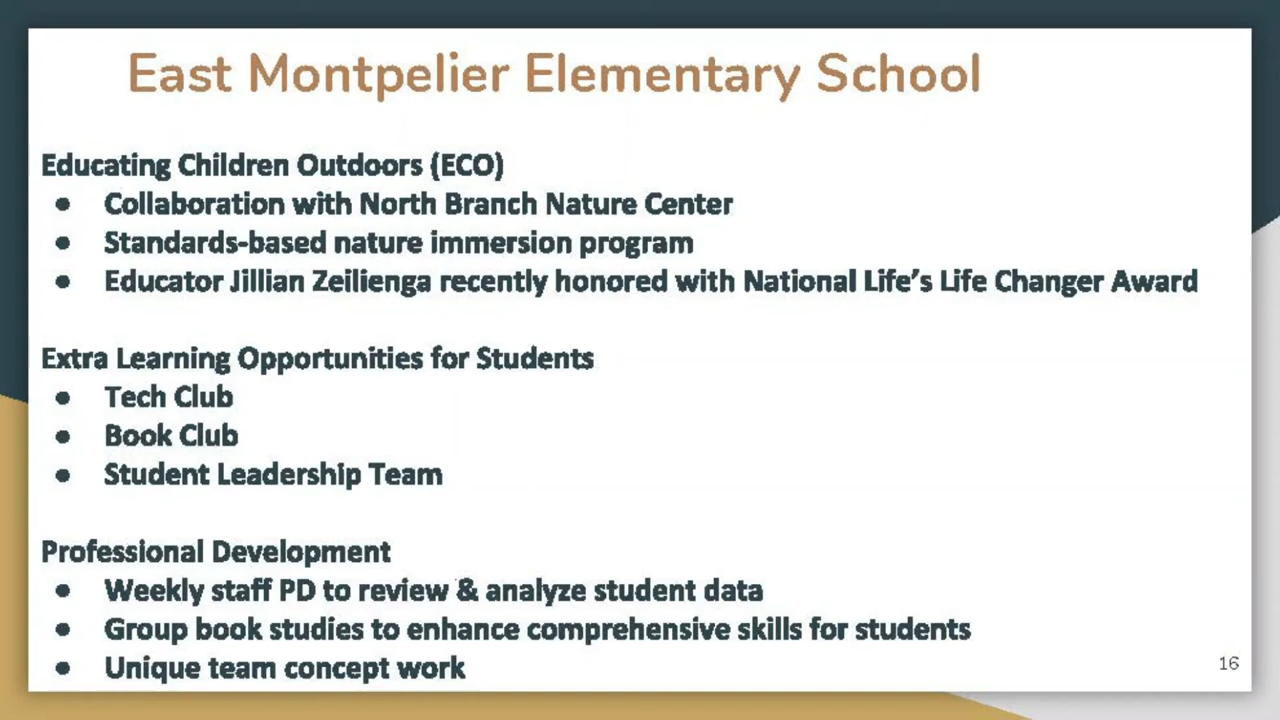 East Montpelier Elementary School
Educating Children Outdoors (ECO)
● Collaboration with North Branch Nature Center
● Standards-based nature immersion program
● Educator Jillian Zeilienga recently honored with National Life's Life Changer Award
Extra Learning Opportunities for Students
● Tech Club
● Book Club
● Student Leadership Team
Professional Development
● Weekly staff PD to review & analyze student data
● Group book studies to enhance comprehensive skills for students
● Unique team concept work
16